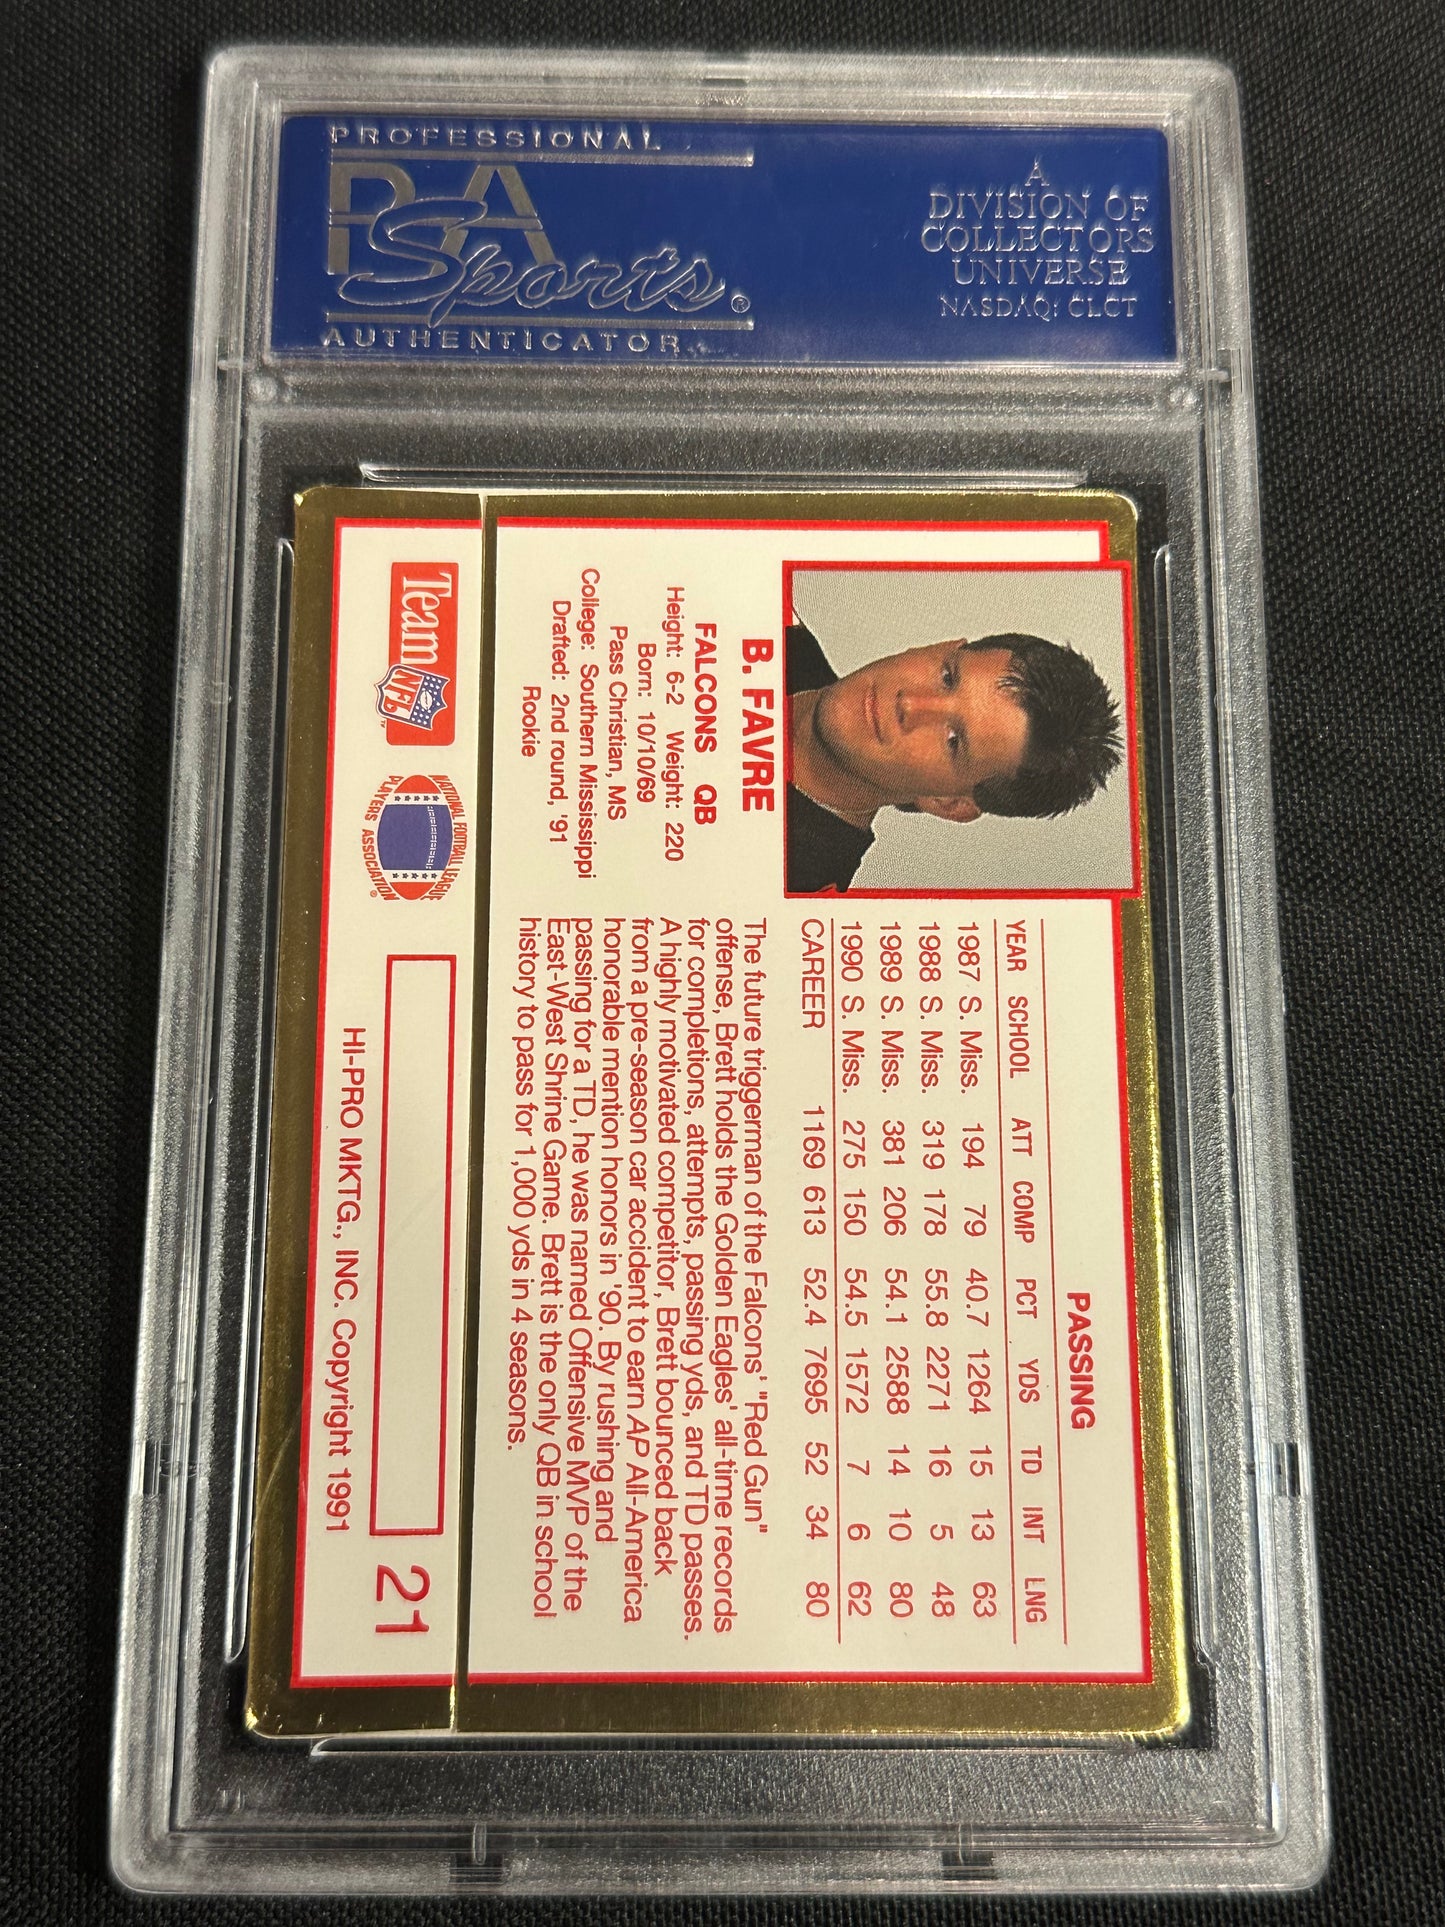 PROFESSIONAL
PSA
Sports®
AUTHENTICATOR
A
DIVISION OF
COLLECTORS
UNIVERSE
NASDAQ: CLCT
B. FAVRE
FALCONS QB
Height: 6-2 Weight: 220
Born: 10/10/69
Pass Christian, MS
College: Southern Mississippi
Drafted: 2nd round, '91
Rookie
PASSING
YEAR SCHOOL ATT COMP PCT YDS TD INT LNG
1987 S. Miss. 194 79 40.7 1264 15 13 63
1988 S. Miss. 319 178 55.8 2271 16 5 48
1989 S. Miss. 381 206 54.1 2588 14 10 80
1990 S. Miss. 275 150 54.5 1572 7 6 62
CAREER 1169 613 52.4 7695 52 34 80
The future triggerman of the Falcons' "Red Gun"
offense, Brett holds the Golden Eagles' all-time records
for completions, attempts, passing yds, and TD passes.
A highly motivated competitor, Brett bounced back
from a pre-season car accident to earn AP All-America
honorable mention honors in '90. By rushing and
passing for a TD, he was named Offensive MVP of the
East-West Shrine Game. Brett is the only QB in school
history to pass for 1,000 yds in 4 seasons.
Team NFL™
NATIONAL FOOTBALL LEAGUE
PLAYERS ASSOCIATION®
21
HI-PRO MKTG., INC. Copyright 1991